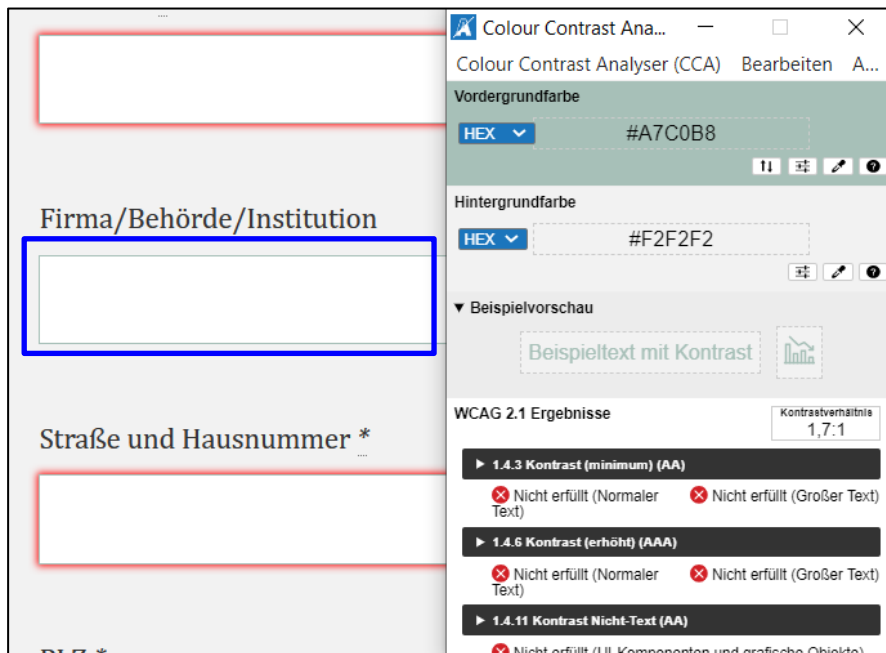 Firma/Behörde/Institution
Straße und Hausnummer *
Colour Contrast Ana...
Colour Contrast Analyser (CCA) Bearbeiten A...
Vordergrundfarbe
HEX #A7C0B8
Hintergrundfarbe
HEX #F2F2F2
▼ Beispielvorschau
Beispieltext mit Kontrast
WCAG 2.1 Ergebnisse
Kontrastverhältnis
1,7:1
▶ 1.4.3 Kontrast (minimum) (AA)
Nicht erfüllt (Normaler Nicht erfüllt (Großer Text)
Text)
▶ 1.4.6 Kontrast (erhöht) (AAA)
Nicht erfüllt (Normaler Nicht erfüllt (Großer Text)
Text)
▶ 1.4.11 Kontrast Nicht-Text (AA)
Nicht erfüllt (UI-Komponenten und grafische Objekte)